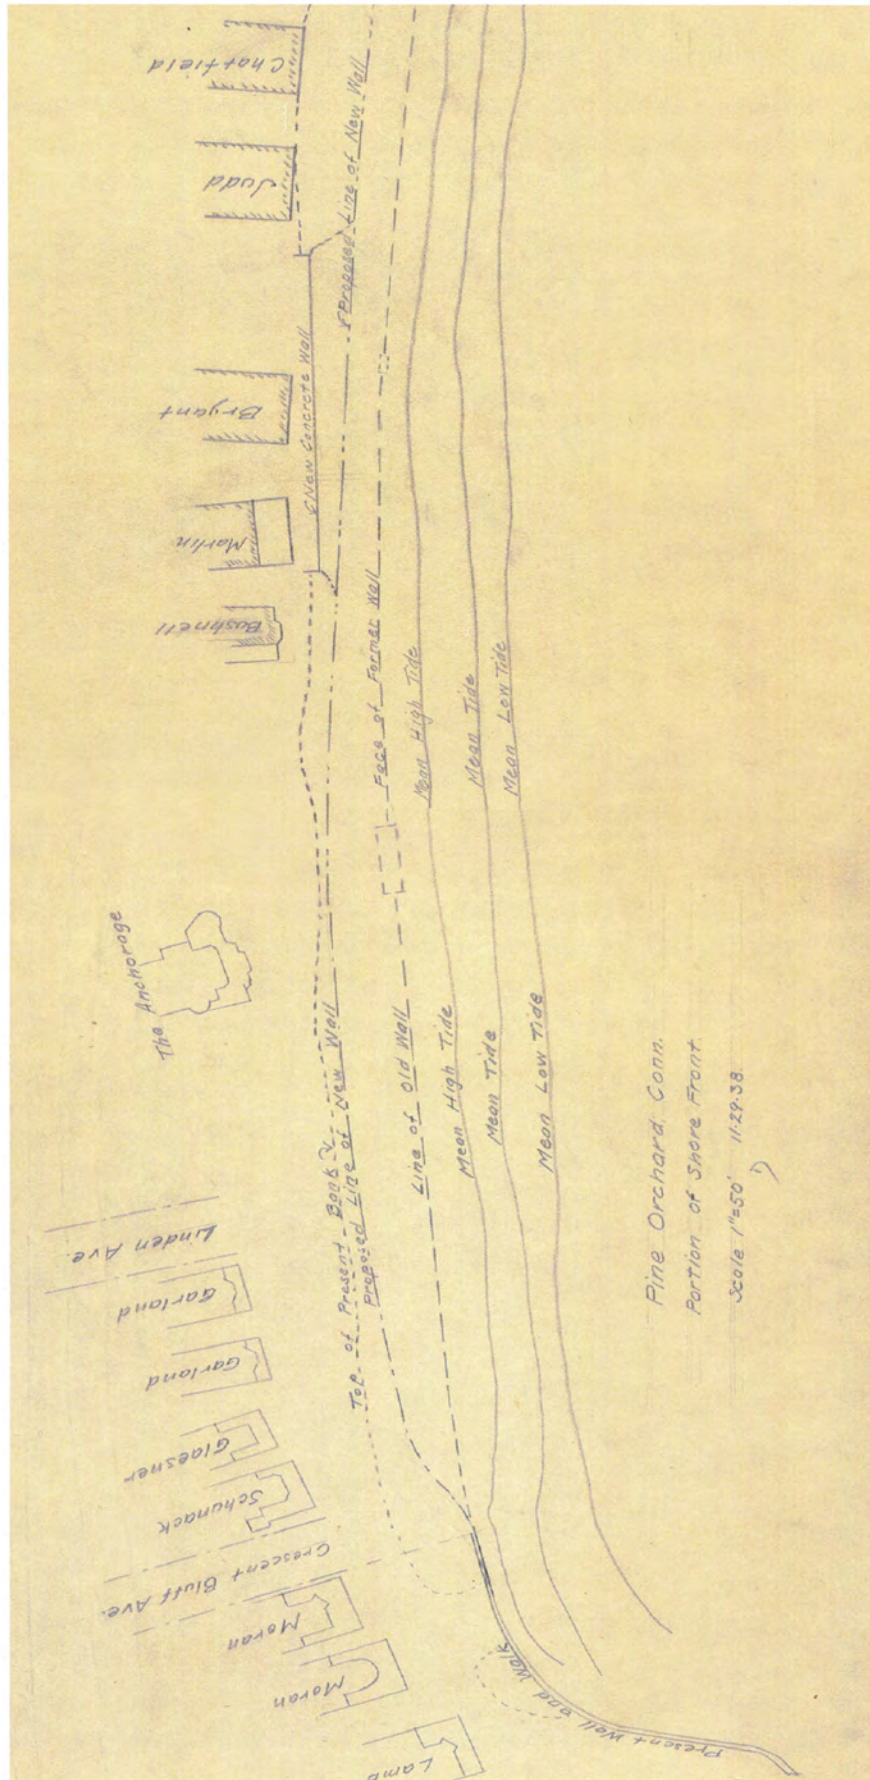 Chatfield
Judd
Bryant
Marlin
Bushnell
New Concrete Wall
Proposed Line of New Wall
Face of Former Wall
Mean High Tide
Mean Tide
Mean Low Tide
The Anchorage
Top of Present Bank
Proposed Line of New Wall
Line of Old Wall
Mean High Tide
Mean Tide
Mean Low Tide
Linden Ave.
Garland
Garland
Glaesner
Schunack
Crescent Bluff Ave.
Moran
Moran
Lamb
Present Wall and Walk
Pine Orchard, Conn.
Portion of Shore Front.
Scale 1"=50' 11-29-38.